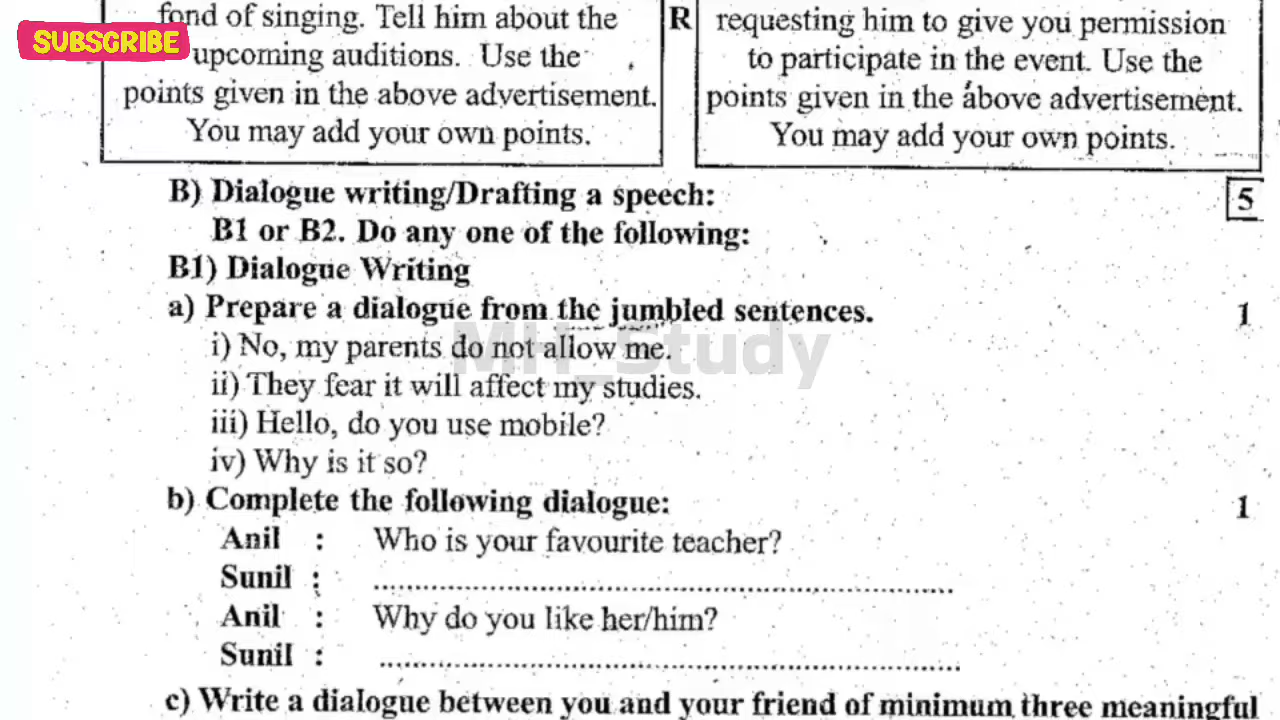 SUBSCRIBE
fond of singing. Tell him about the
upcoming auditions. Use the
points given in the above advertisement.
You may add your own points.
R
requesting him to give you permission
to participate in the event. Use the
points given in the above advertisement.
You may add your own points.
B) Dialogue writing/Drafting a speech: 5
B1 or B2. Do any one of the following:
B1) Dialogue Writing
a) Prepare a dialogue from the jumbled sentences. 1
i) No, my parents do not allow me.
MH_Study
ii) They fear it will affect my studies.
iii) Hello, do you use mobile?
iv) Why is it so?
b) Complete the following dialogue: 1
Anil : Who is your favourite teacher?
Sunil : ..........................................................................
Anil : Why do you like her/him?
Sunil : ..........................................................................
c) Write a dialogue between you and your friend of minimum three meaningful